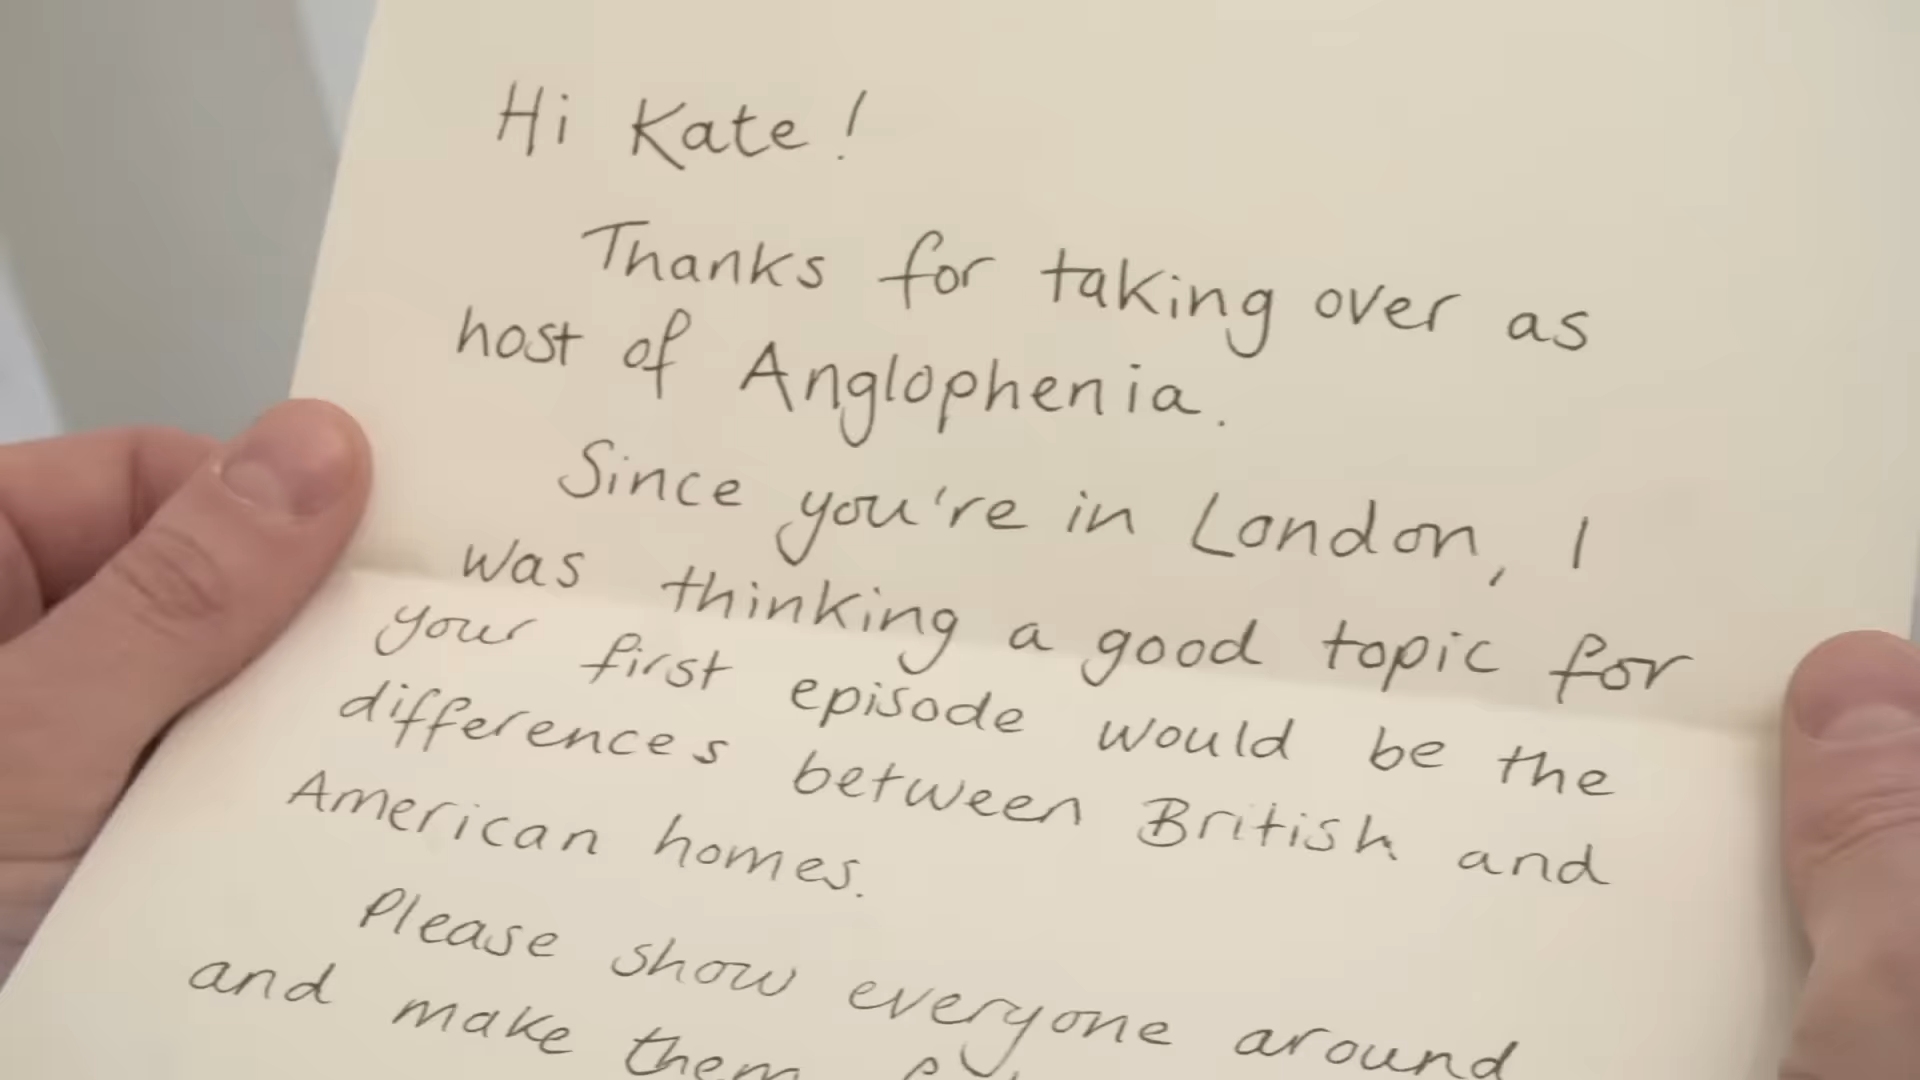 Hi Kate!
Thanks for taking over as
host of Anglophenia.
Since you're in London, I
was thinking a good topic for
your first episode would be the
differences between British and
American homes.
Please show everyone around
and make them